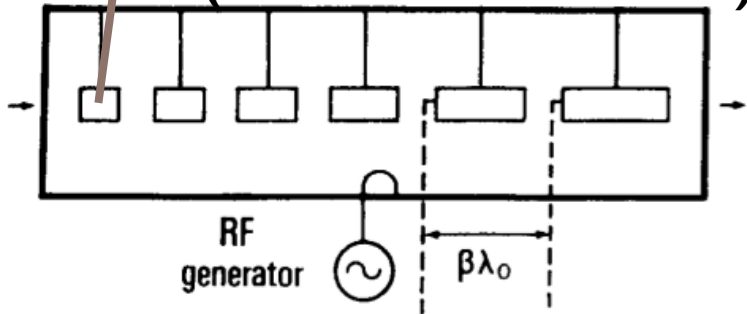 RF
generator
βλ₀